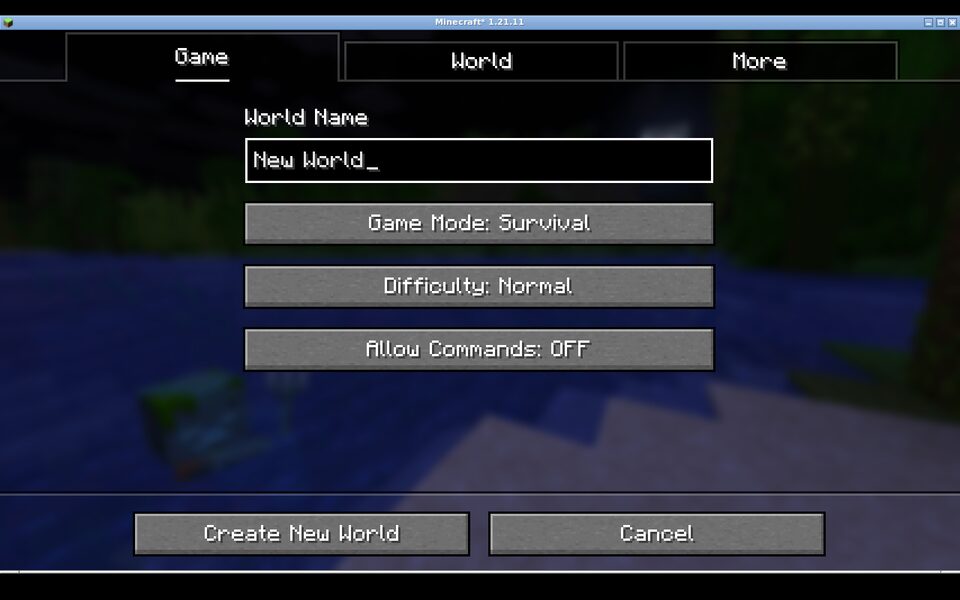 Minecraft* 1.21.11
Game
World
More
World Name
New World_
Game Mode: Survival
Difficulty: Normal
Allow Commands: OFF
Create New World
Cancel